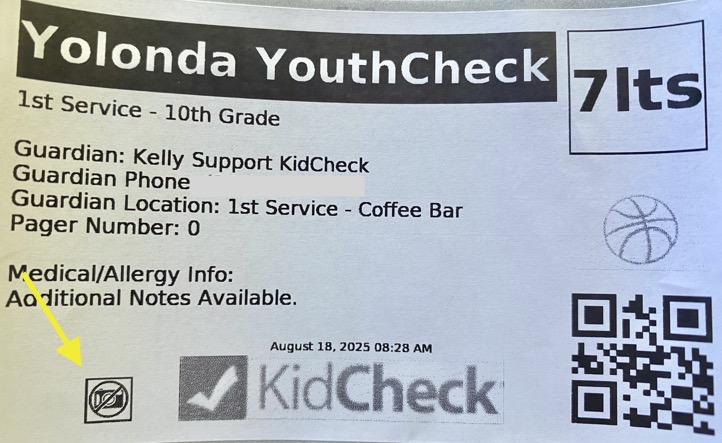 Yolonda YouthCheck
7lts
1st Service - 10th Grade
Guardian: Kelly Support KidCheck
Guardian Phone
Guardian Location: 1st Service - Coffee Bar
Pager Number: 0
Medical/Allergy Info:
Additional Notes Available.
August 18, 2025 08:28 AM
KidCheck